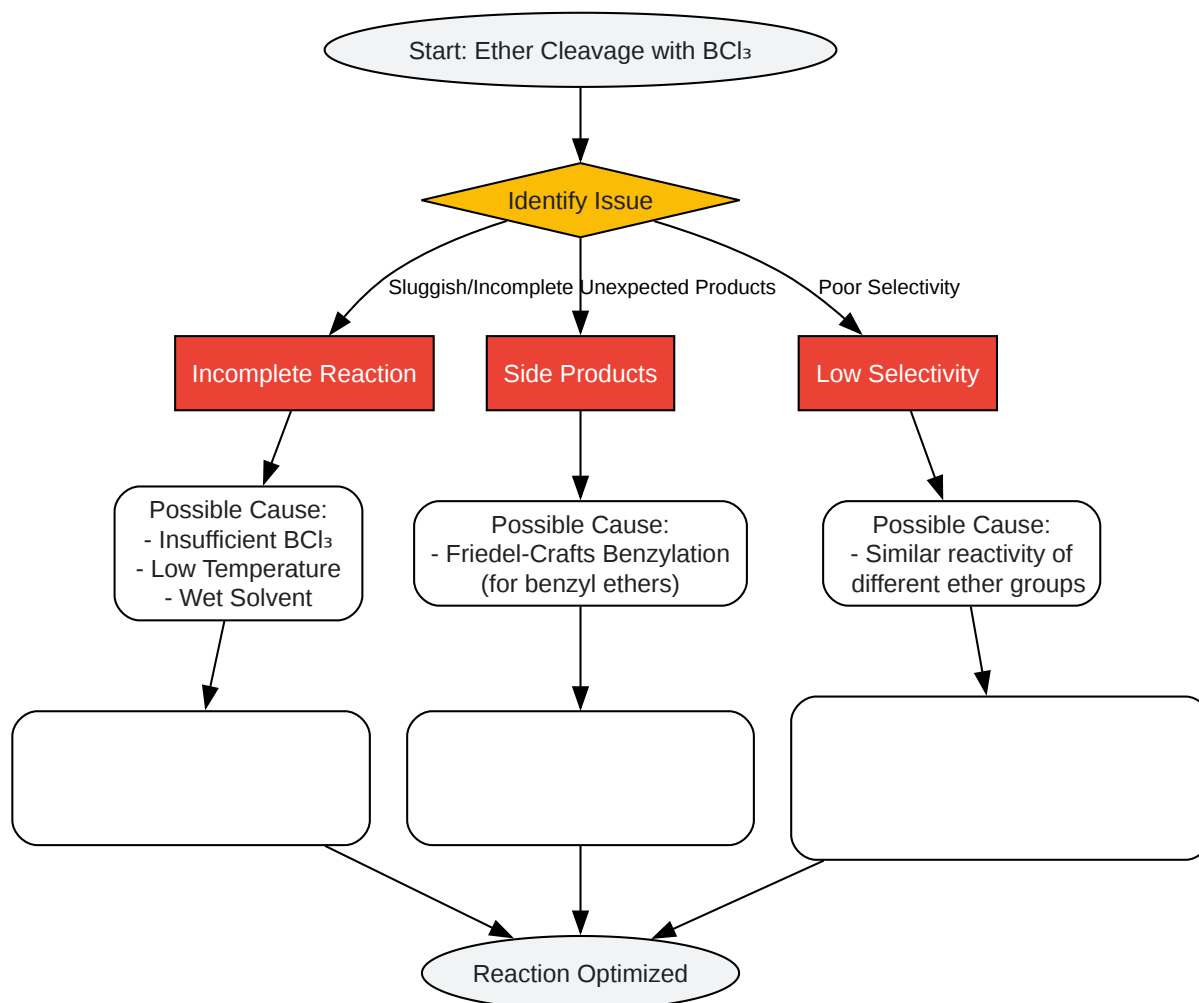 Start: Ether Cleavage with BCl₃
Identify Issue
Sluggish/Incomplete
Unexpected Products
Poor Selectivity
Incomplete Reaction
Side Products
Low Selectivity
Possible Cause:
- Insufficient BCl₃
- Low Temperature
- Wet Solvent
Possible Cause:
- Friedel-Crafts Benzylation
(for benzyl ethers)
Possible Cause:
- Similar reactivity of
different ether groups
Reaction Optimized